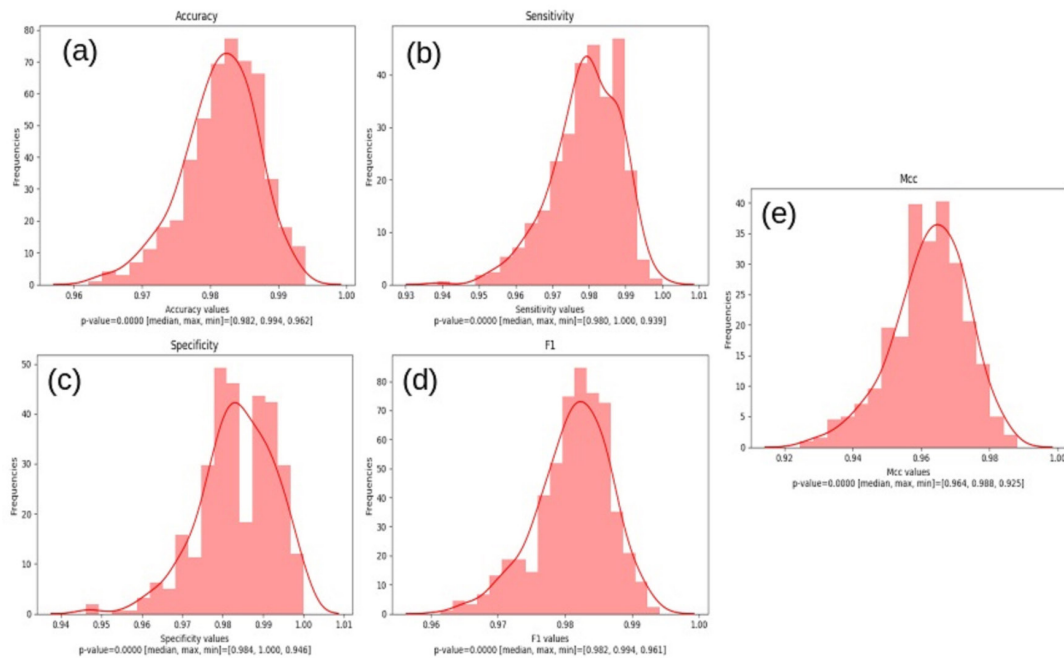 Accuracy
(a)
Frequencies
80
70
60
50
40
30
20
10
0
0.96 0.97 0.98 0.99 1.00
Accuracy values
p-value=0.0000 [median, max, min]=[0.982, 0.994, 0.962]
Sensitivity
(b)
Frequencies
40
30
20
10
0
0.93 0.94 0.95 0.96 0.97 0.98 0.99 1.00 1.01
Sensitivity values
p-value=0.0000 [median, max, min]=[0.980, 1.000, 0.939]
Specificity
(c)
Frequencies
50
40
30
20
10
0
0.94 0.95 0.96 0.97 0.98 0.99 1.00 1.01
Specificity values
p-value=0.0000 [median, max, min]=[0.984, 1.000, 0.946]
F1
(d)
Frequencies
80
70
60
50
40
30
20
10
0
0.96 0.97 0.98 0.99 1.00
F1 values
p-value=0.0000 [median, max, min]=[0.982, 0.994, 0.961]
Mcc
(e)
Frequencies
40
35
30
25
20
15
10
5
0
0.92 0.94 0.96 0.98 1.00
Mcc values
p-value=0.0000 [median, max, min]=[0.964, 0.988, 0.925]